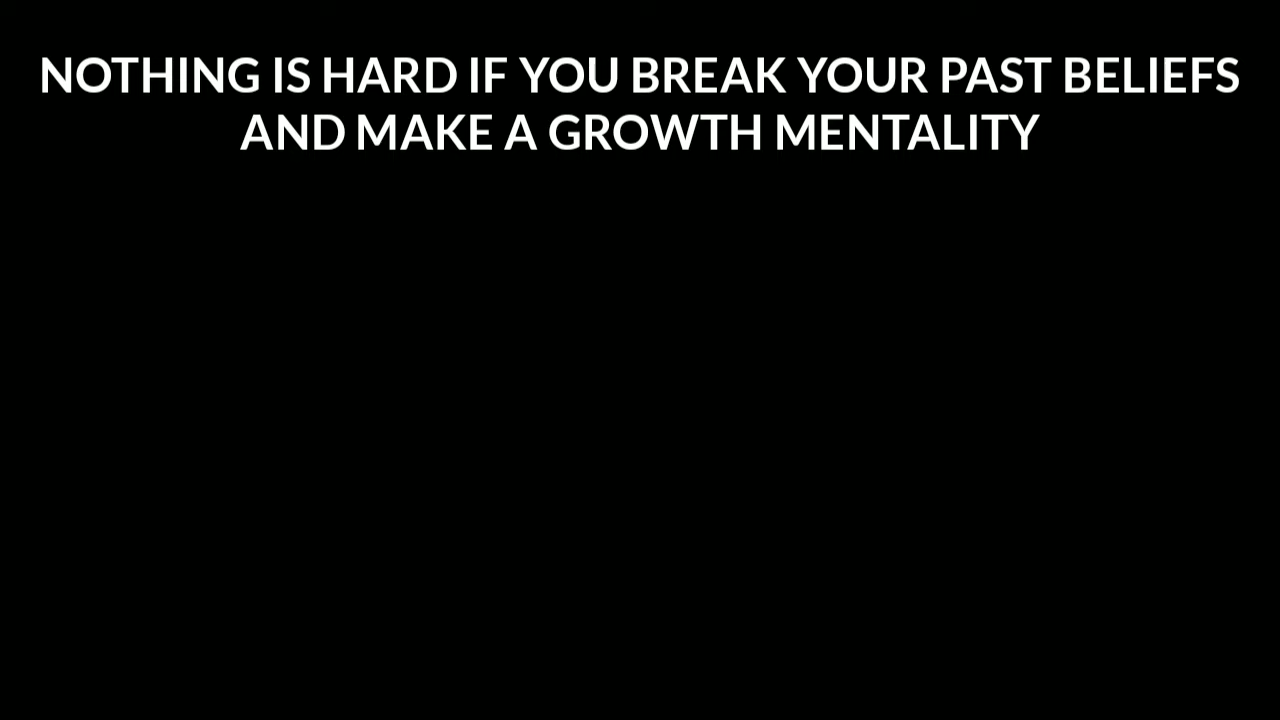 NOTHING IS HARD IF YOU BREAK YOUR PAST BELIEFS
AND MAKE A GROWTH MENTALITY